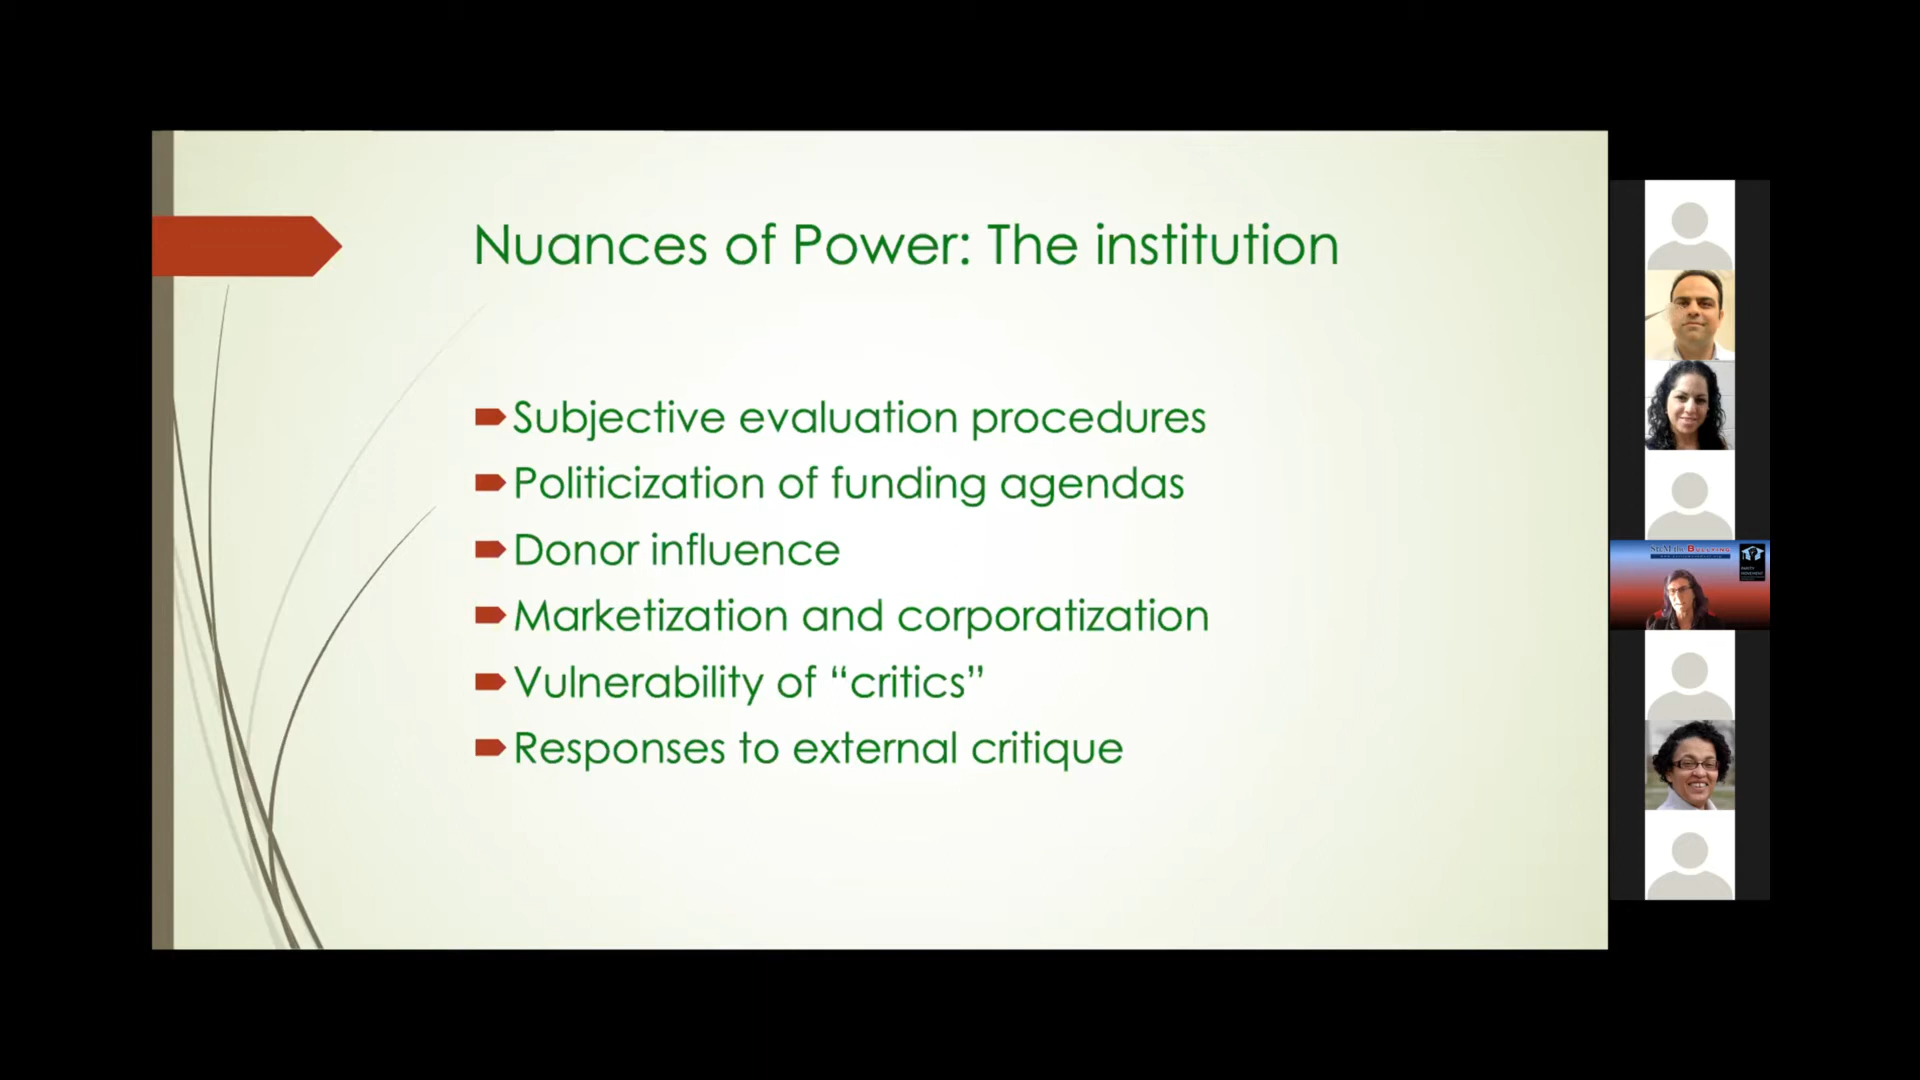 Nuances of Power: The institution
Subjective evaluation procedures
Politicization of funding agendas
Donor influence
Marketization and corporatization
Vulnerability of “critics”
Responses to external critique